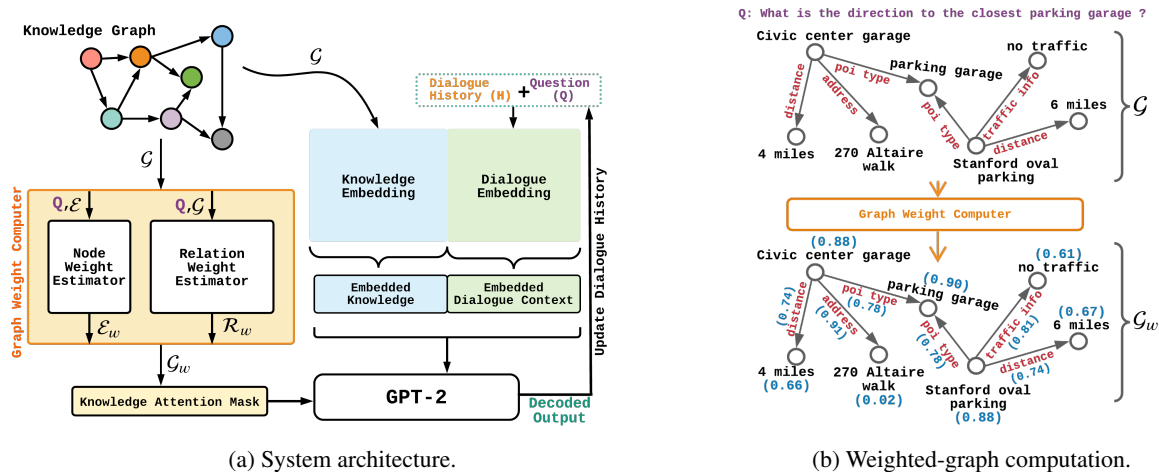 Knowledge Graph
𝒢
𝒢
Dialogue
History (H)
+
Question
(Q)
Knowledge
Embedding
Dialogue
Embedding
Update Dialogue History
Graph Weight Computer
Q,ℰ
Q,𝒢
Node
Weight
Estimator
Relation
Weight
Estimator
ℰw
ℛw
Embedded
Knowledge
Embedded
Dialogue Context
𝒢w
Knowledge Attention Mask
GPT-2
Decoded
Output
(a) System architecture.
Q: What is the direction to the closest parking garage ?
Civic center garage
no traffic
parking garage
poi type
distance
address
poi type
traffic info
6 miles
distance
4 miles
270 Altaire
walk
Stanford oval
parking
𝒢
Graph Weight Computer
(0.88)
Civic center garage
(0.61)
no traffic
(0.90)
parking garage
poi type
(0.78)
(0.74)
distance
address
(0.91)
poi type
(0.78)
traffic info
(0.81)
(0.67)
6 miles
distance
(0.74)
4 miles
(0.66)
270 Altaire
walk
(0.02)
Stanford oval
parking
(0.88)
𝒢w
(b) Weighted-graph computation.